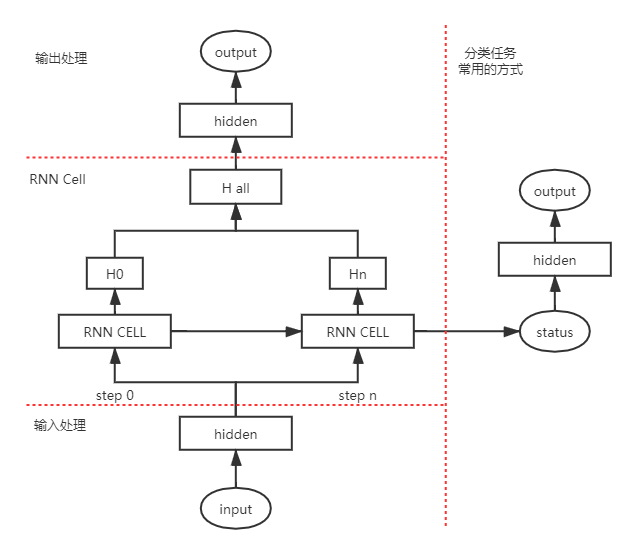 输出处理
output
分类任务
常用的方式
hidden
RNN Cell
H all
output
hidden
H0
Hn
RNN CELL
RNN CELL
status
step 0
step n
输入处理
hidden
input